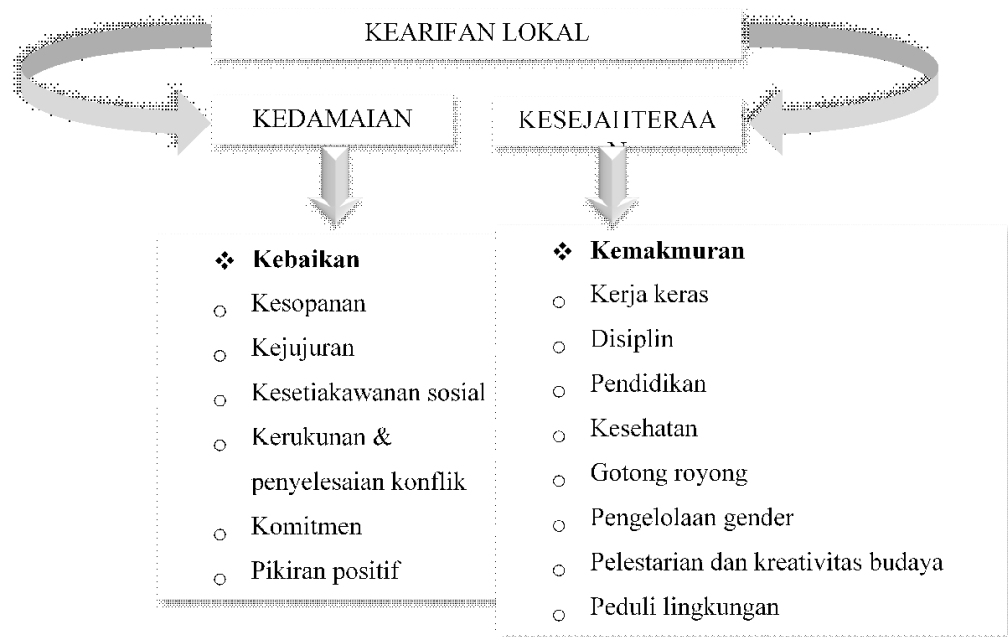 KEARIFAN LOKAL
KEDAMAIAN
KESEJAHTERAA
N
❖ Kebaikan
○ Kesopanan
○ Kejujuran
○ Kesetiakawanan sosial
○ Kerukunan &
penyelesaian konflik
○ Komitmen
○ Pikiran positif
❖ Kemakmuran
○ Kerja keras
○ Disiplin
○ Pendidikan
○ Kesehatan
○ Gotong royong
○ Pengelolaan gender
○ Pelestarian dan kreativitas budaya
○ Peduli lingkungan